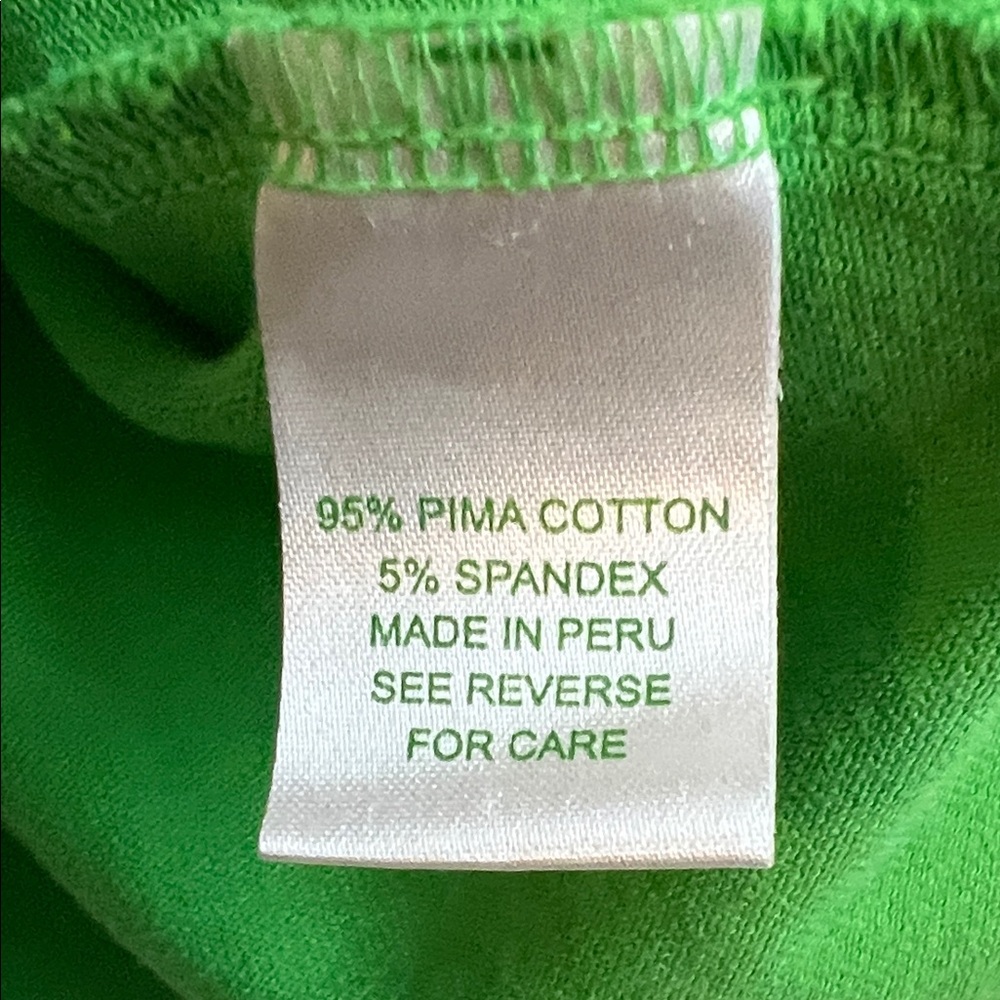 95% PIMA COTTON
5% SPANDEX
MADE IN PERU
SEE REVERSE
FOR CARE